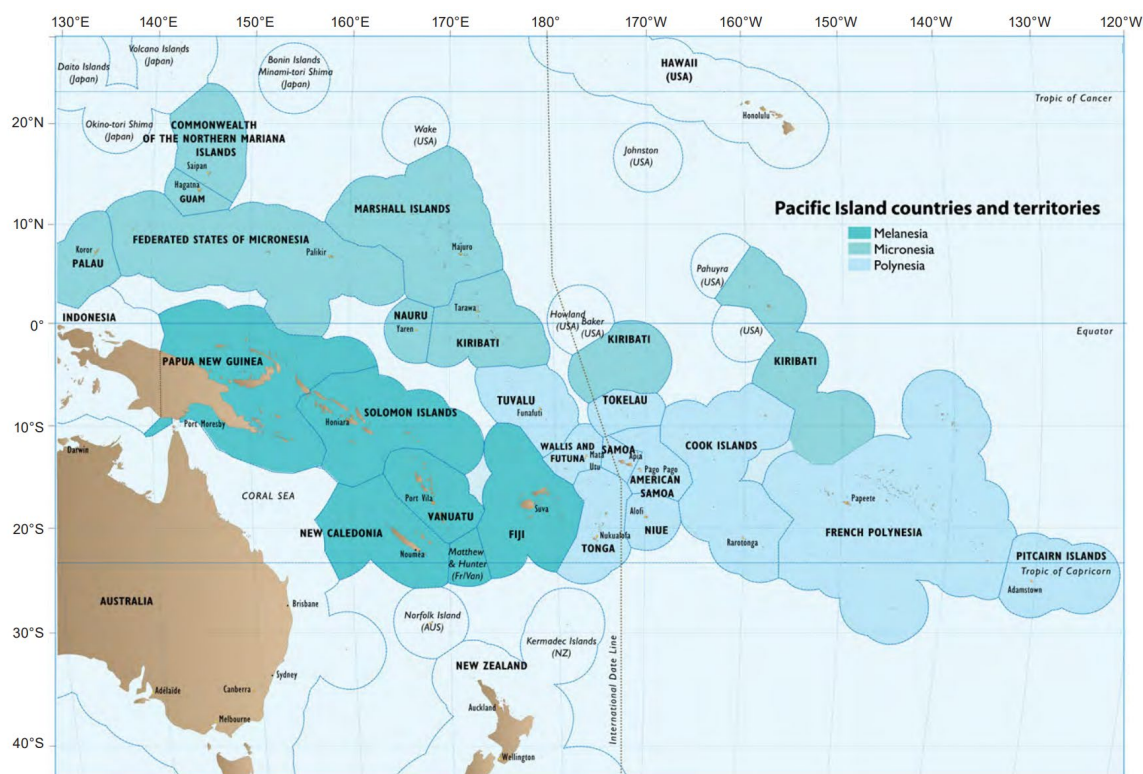 130°E
140°E
150°E
160°E
170°E
180°
170°W
160°W
150°W
140°W
130°W
120°W
Volcano Islands
(Japan)
Daito Islands
(Japan)
Bonin Islands
Minami-tori Shima
(Japan)
HAWAII
(USA)
Tropic of Cancer
20°N
Okino-tori Shima
(Japan)
COMMONWEALTH
OF THE NORTHERN MARIANA
ISLANDS
Saipan
Wake
(USA)
Honolulu
Johnston
(USA)
Hagatna
GUAM
10°N
MARSHALL ISLANDS
Majuro
Pacific Island countries and territories
Melanesia
Micronesia
Polynesia
FEDERATED STATES OF MICRONESIA
Palikir
Koror
PALAU
Pahuyra
(USA)
INDONESIA
0°
NAURU
Yaren
Tarawa
KIRIBATI
Howland
(USA)
Baker
(USA)
KIRIBATI
(USA)
KIRIBATI
Equator
PAPUA NEW GUINEA
Port Moresby
SOLOMON ISLANDS
Honiara
TUVALU
Funafuti
TOKELAU
10°S
Darwin
WALLIS AND
FUTUNA
Mata
Utu
SAMOA
Apia
Pago Pago
AMERICAN
SAMOA
COOK ISLANDS
CORAL SEA
Port Vila
VANUATU
Suva
FIJI
Alofi
NIUE
Papeete
20°S
NEW CALEDONIA
Noumea
Matthew
& Hunter
(Fr/Van)
Nukualofa
TONGA
Rarotonga
FRENCH POLYNESIA
PITCAIRN ISLANDS
Tropic of Capricorn
Adamstown
AUSTRALIA
Brisbane
30°S
Norfolk Island
(AUS)
Kermadec Islands
(NZ)
International Date Line
NEW ZEALAND
Sydney
Adélaide
Canberra
Melbourne
Auckland
40°S
Wellington